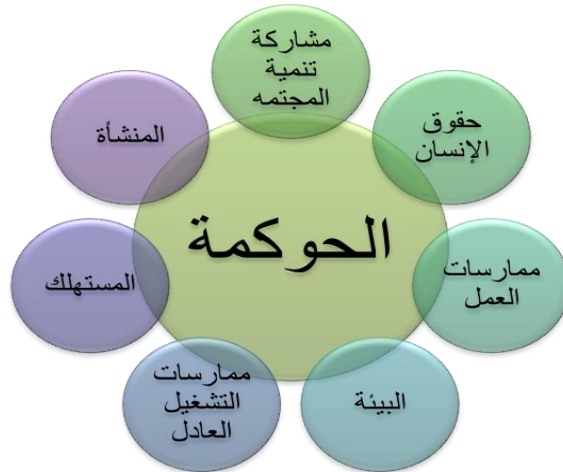 مشاركة
تنمية
المجتمه
حقوق
الإنسان
ممارسات
العمل
البيئة
ممارسات
التشغيل
العادل
المستهلك
المنشأة
الحوكمة